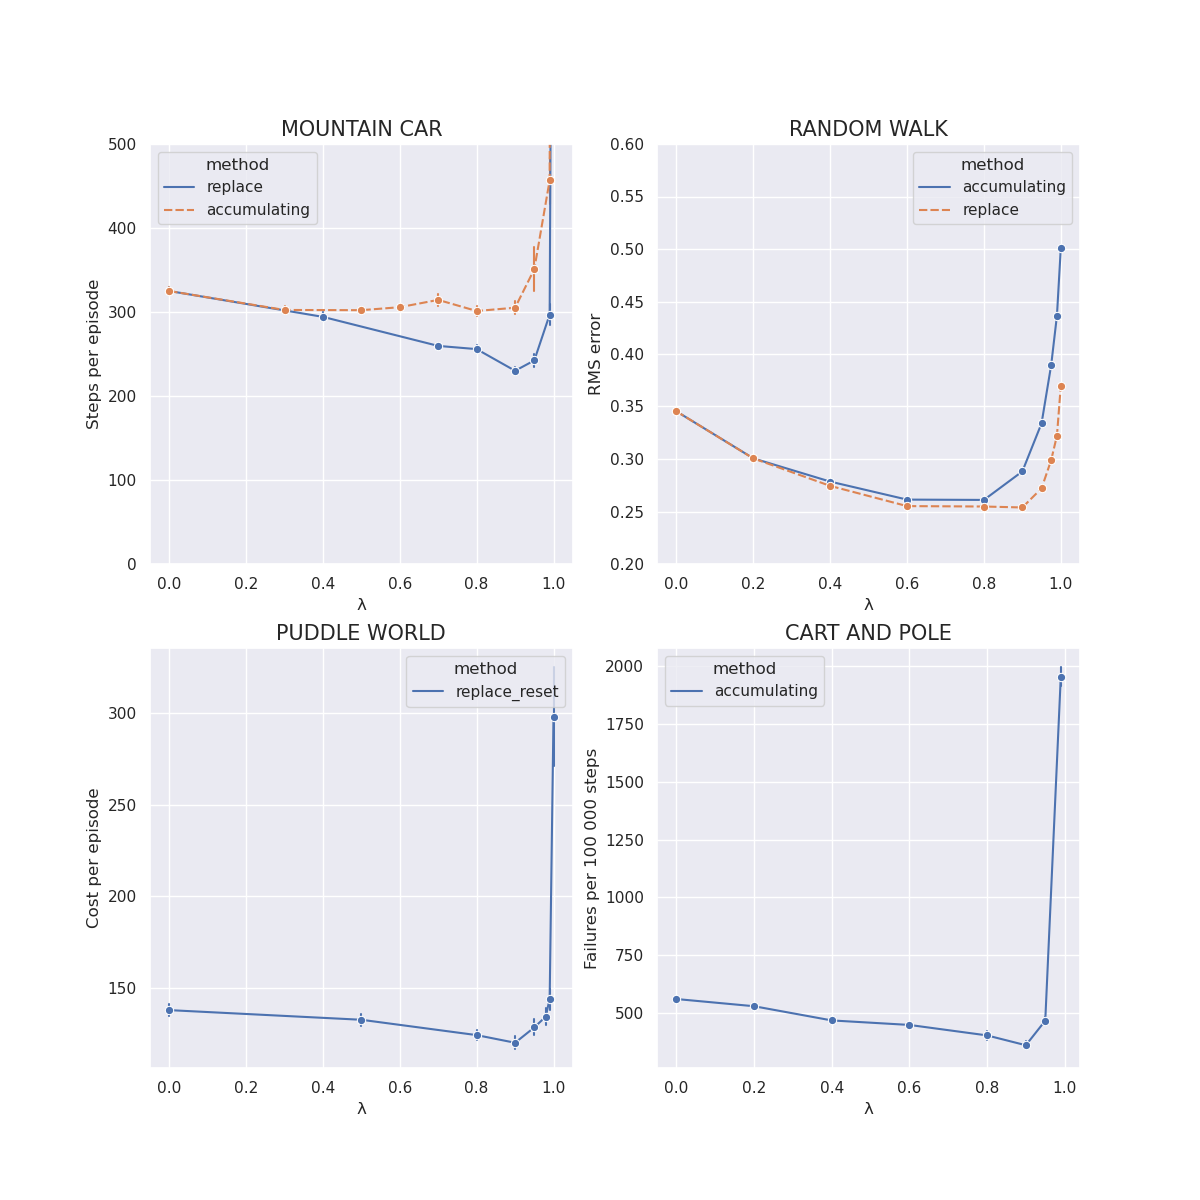 MOUNTAIN CAR
method
replace
accumulating
500
400
300
200
100
0
Steps per episode
0.0 0.2 0.4 0.6 0.8 1.0
λ
RANDOM WALK
method
accumulating
replace
0.60
0.55
0.50
0.45
0.40
0.35
0.30
0.25
0.20
RMS error
0.0 0.2 0.4 0.6 0.8 1.0
λ
PUDDLE WORLD
method
replace_reset
300
250
200
150
Cost per episode
0.0 0.2 0.4 0.6 0.8 1.0
λ
CART AND POLE
method
accumulating
2000
1750
1500
1250
1000
750
500
Failures per 100 000 steps
0.0 0.2 0.4 0.6 0.8 1.0
λ